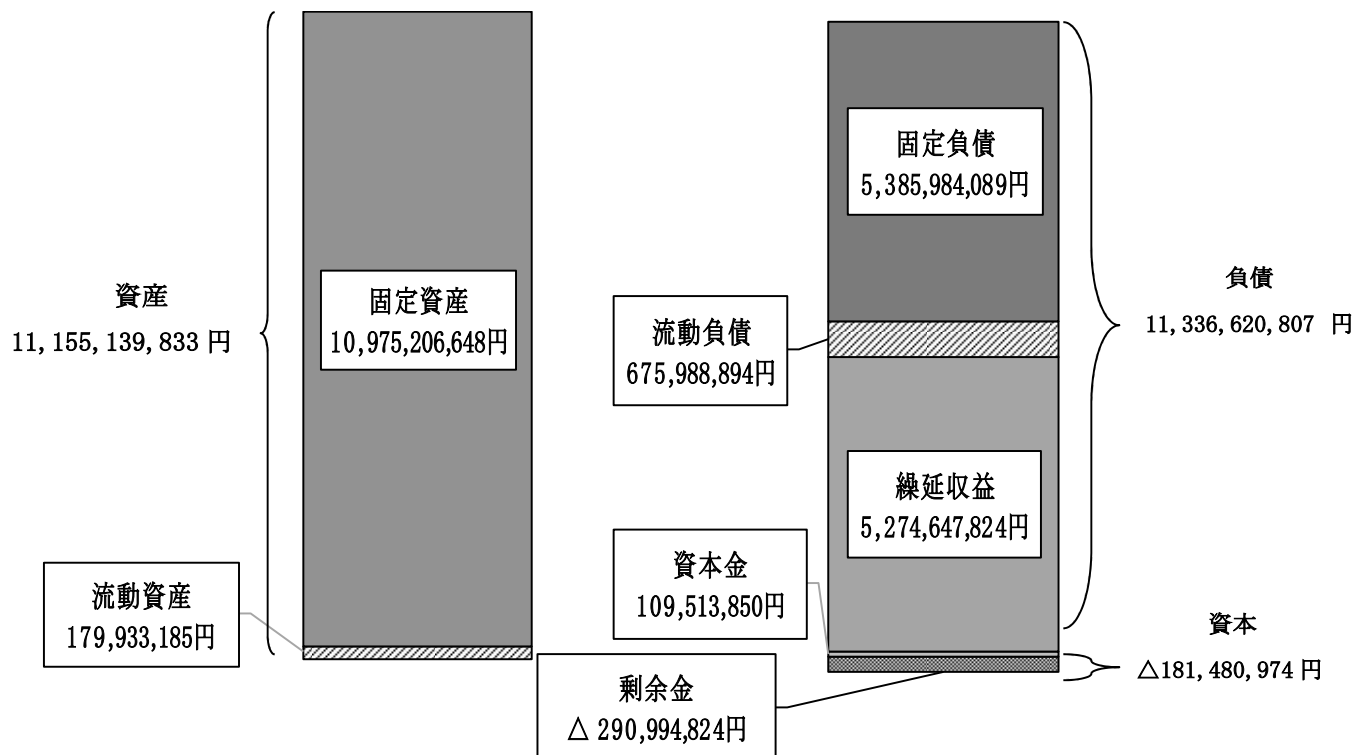 資産
11,155,139,833 円
固定資産
10,975,206,648円
流動資産
179,933,185円
固定負債
5,385,984,089円
流動負債
675,988,894円
繰延収益
5,274,647,824円
資本金
109,513,850円
剰余金
△ 290,994,824円
負債
11,336,620,807 円
資本
△181,480,974 円